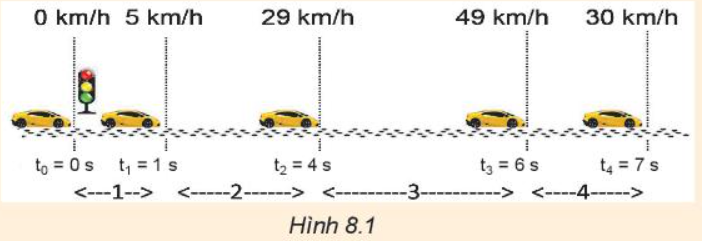 0 km/h 5 km/h 29 km/h 49 km/h 30 km/h
t₀ = 0 s t₁ = 1 s t₂ = 4 s t₃ = 6 s t₄ = 7 s
<---1--> <-----2------> <---------3----------> <----4----->
Hình 8.1